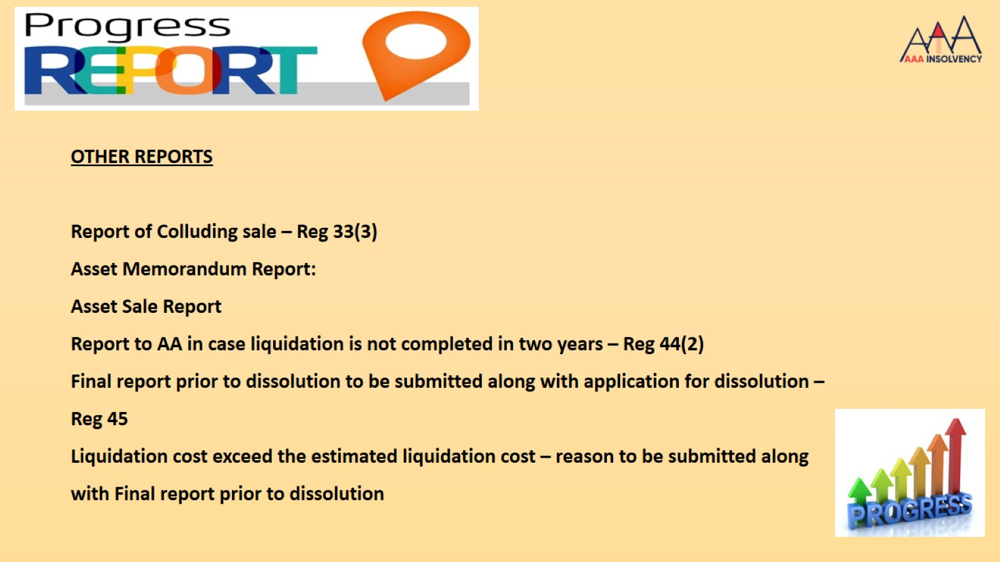 Progress
REPORT
AAA INSOLVENCY
OTHER REPORTS
Report of Colluding sale – Reg 33(3)
Asset Memorandum Report:
Asset Sale Report
Report to AA in case liquidation is not completed in two years – Reg 44(2)
Final report prior to dissolution to be submitted along with application for dissolution –
Reg 45
Liquidation cost exceed the estimated liquidation cost – reason to be submitted along
with Final report prior to dissolution
PROGRESS